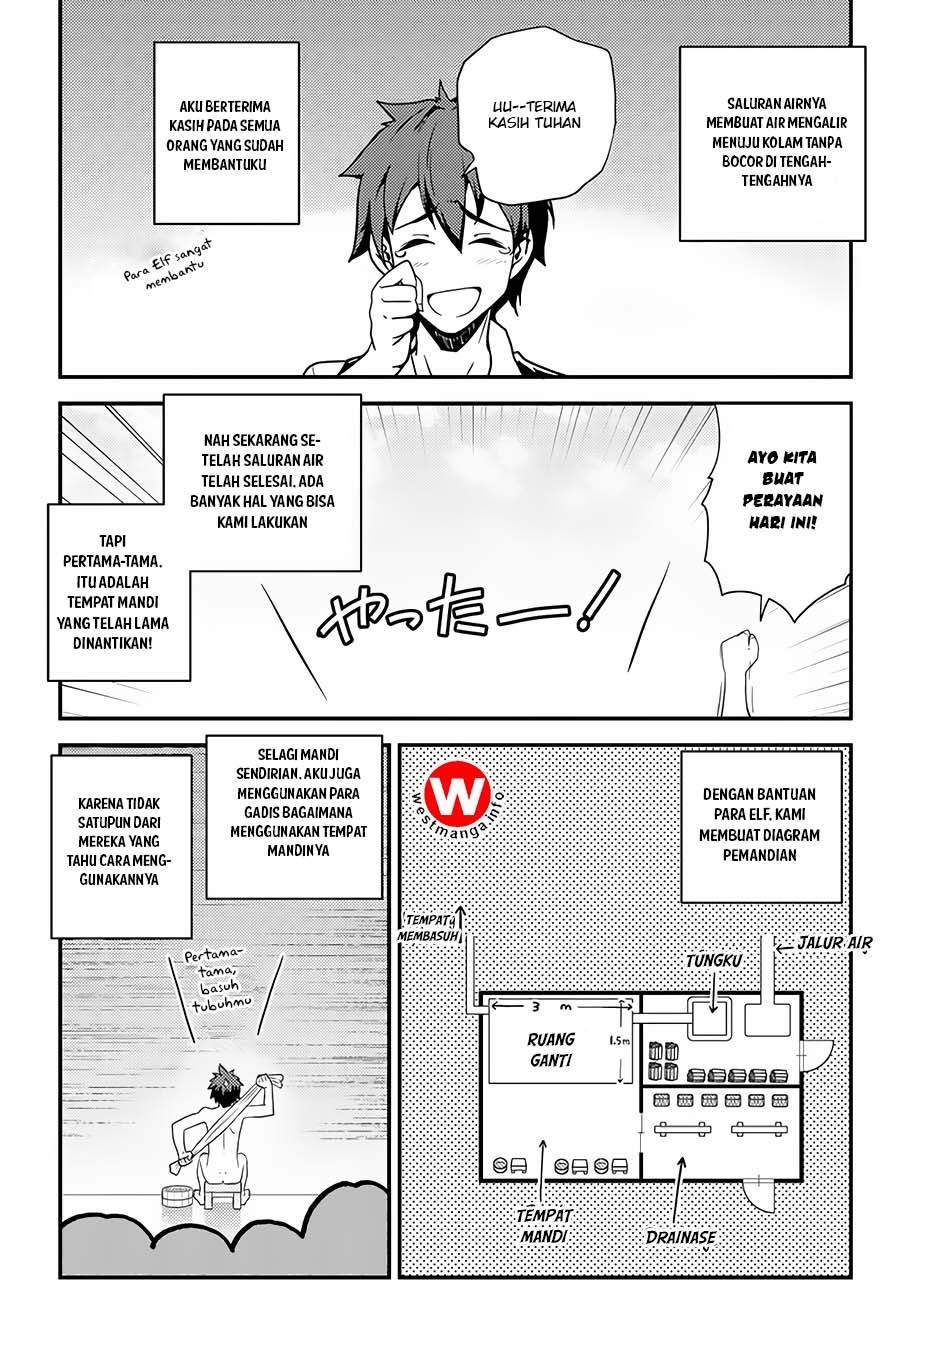 SALURAN AIRNYA
MEMBUAT AIR MENGALIR
MENUJU KOLAM TANPA
BOCOR DI TENGAH-
TENGAHNYA
UU--TERIMA
KASIH TUHAN
AKU BERTERIMA
KASIH PADA SEMUA
ORANG YANG SUDAH
MEMBANTUKU
Para Elf sangat
membantu
AYO KITA
BUAT
PERAYAAN
HARI INI!
やったー!
NAH SEKARANG SE-
TELAH SALURAN AIR
TELAH SELESAI, ADA
BANYAK HAL YANG BISA
KAMI LAKUKAN
TAPI
PERTAMA-TAMA,
ITU ADALAH
TEMPAT MANDI
YANG TELAH LAMA
DINANTIKAN!
DENGAN BANTUAN
PARA ELF, KAMI
MEMBUAT DIAGRAM
PEMANDIAN
W
westmanga.info
TEMPAT
MEMBASUH
JALUR AIR
TUNGKU
3 m
1.5m
RUANG
GANTI
TEMPAT
MANDI
DRAINASE
SELAGI MANDI
SENDIRIAN, AKU JUGA
MENGGUNAKAN PARA
GADIS BAGAIMANA
MENGGUNAKAN TEMPAT
MANDINYA
KARENA TIDAK
SATUPUN DARI
MEREKA YANG
TAHU CARA MENG-
GUNAKANNYA
Pertama-
tama,
basuh
tubuhmu